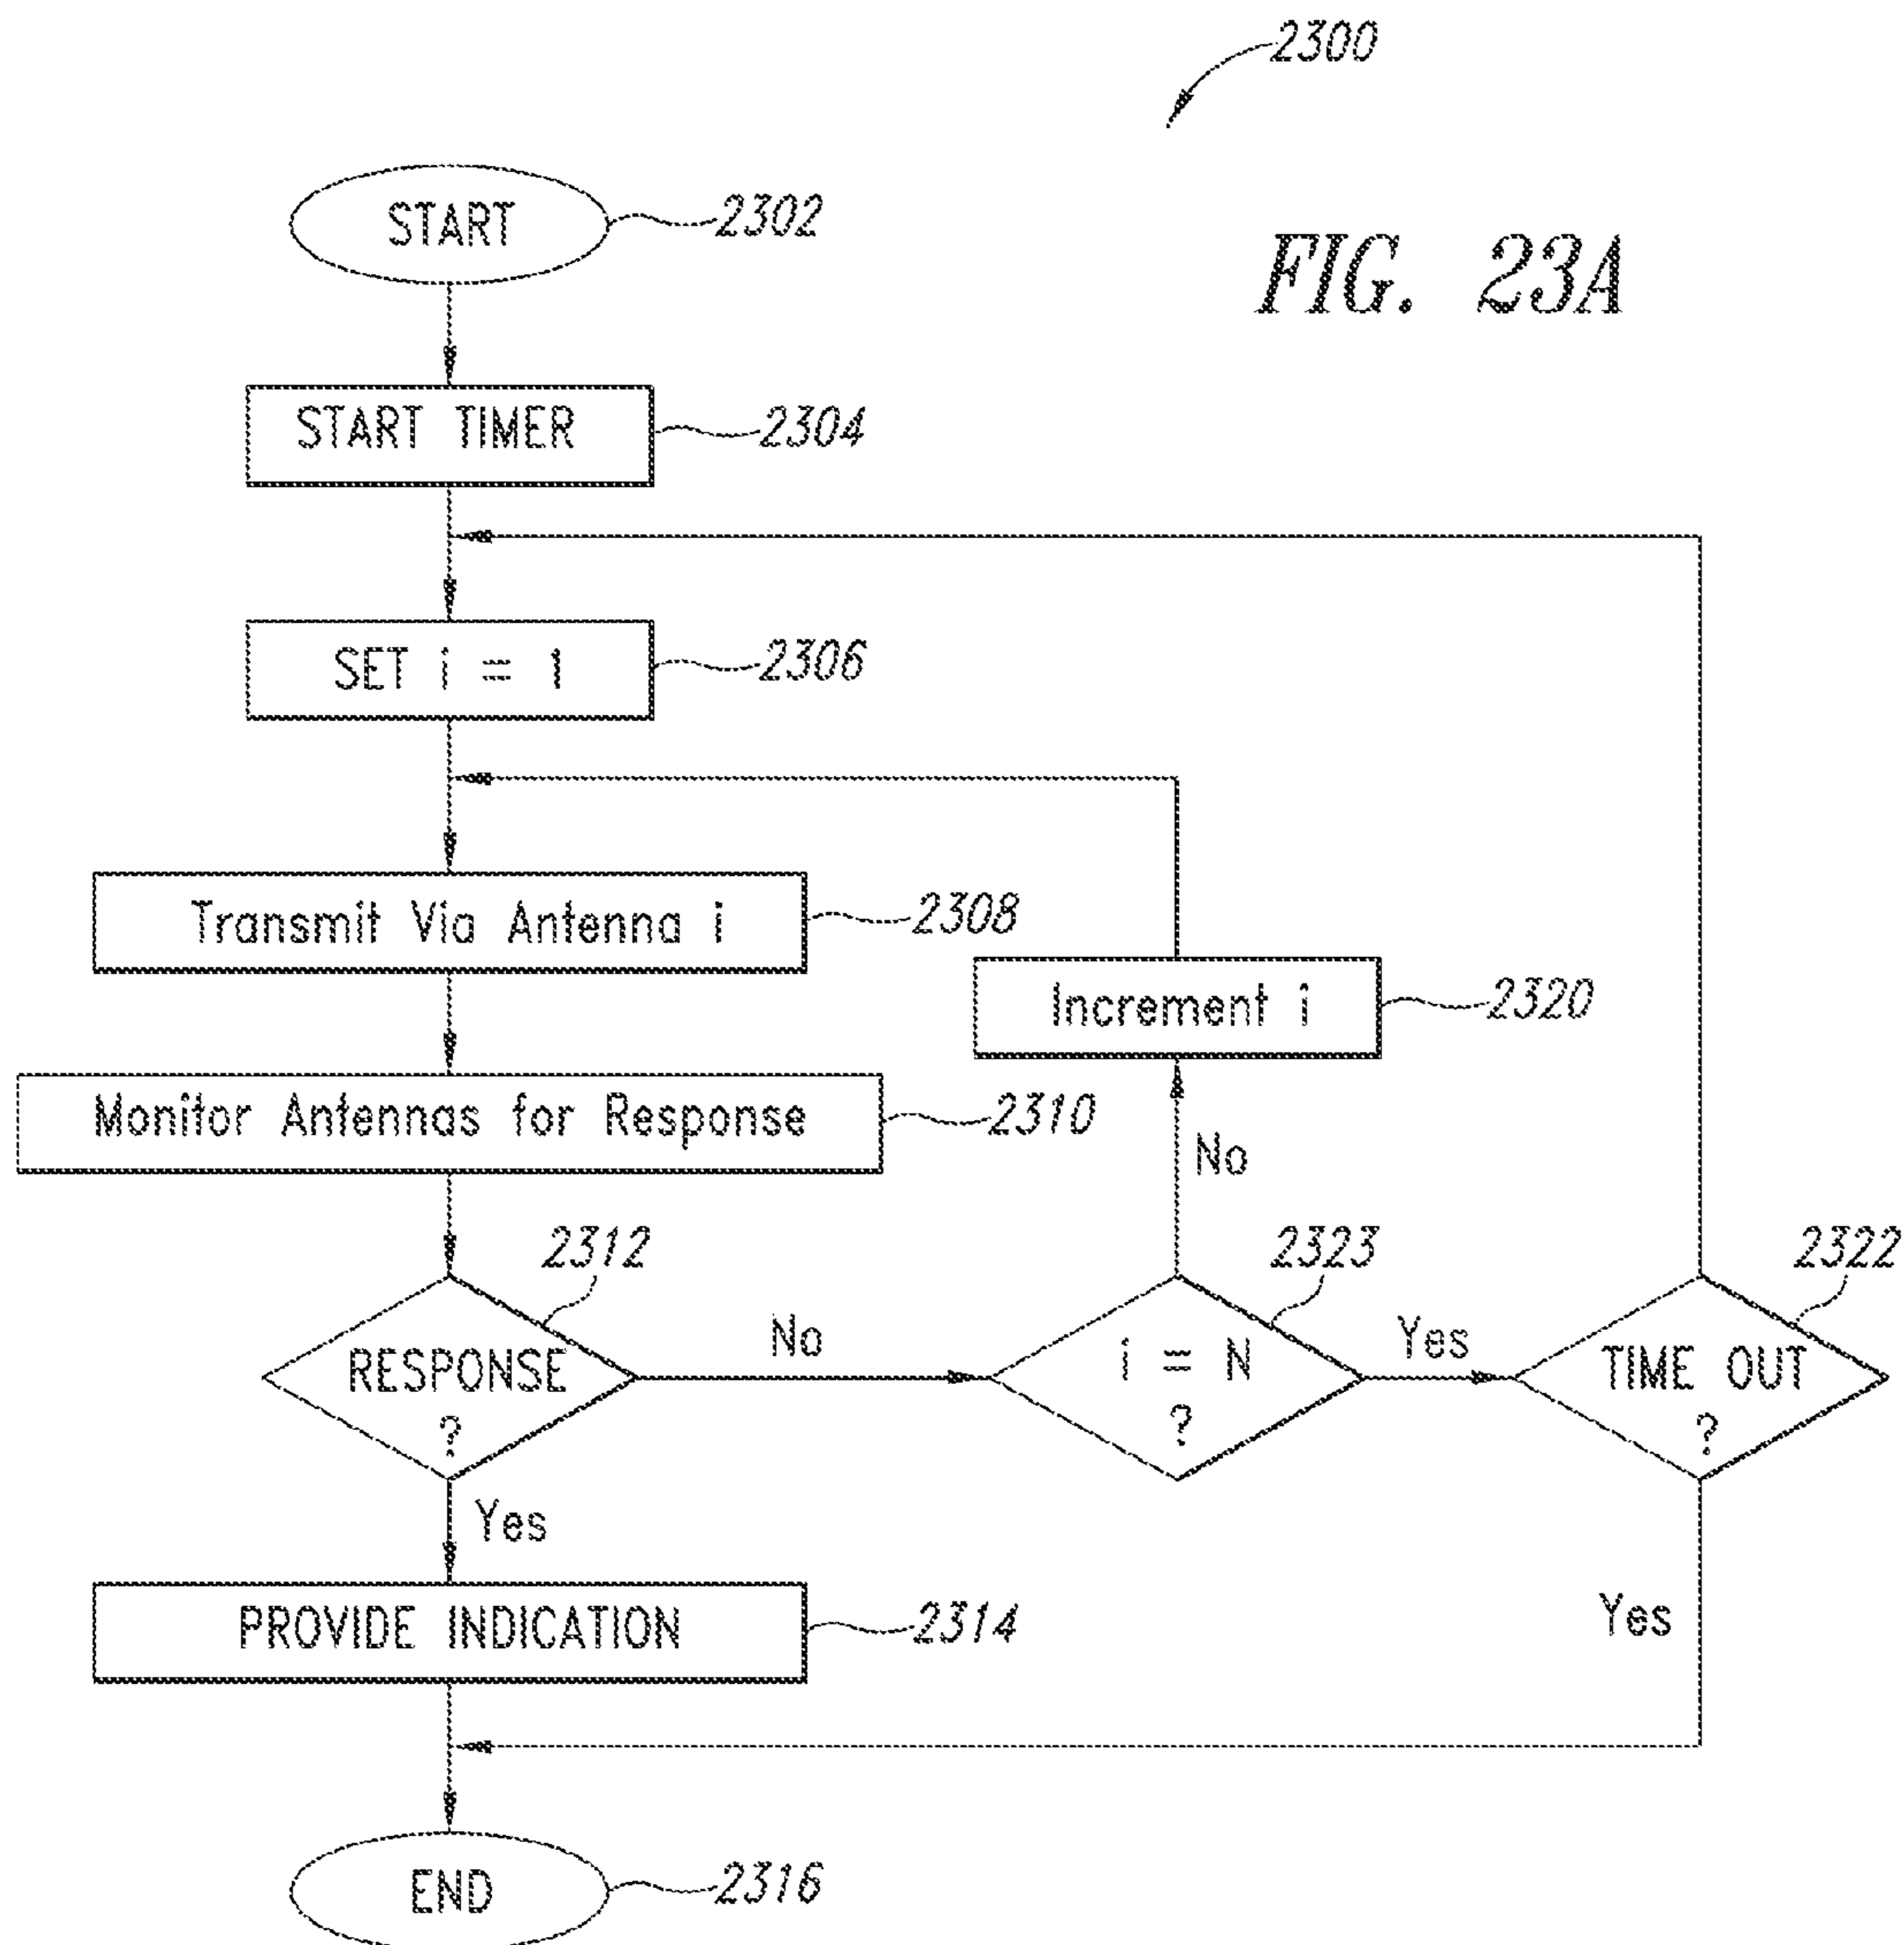 2300
START
2302
FIG. 23A
START TIMER
2304
SET i = 1
2306
Transmit Via Antenna i
2308
Increment i
2320
Monitor Antennas for Response
2310
No
2312
2323
2322
RESPONSE
?
No
i = N
?
Yes
TIME OUT
?
Yes
PROVIDE INDICATION
2314
Yes
END
2316